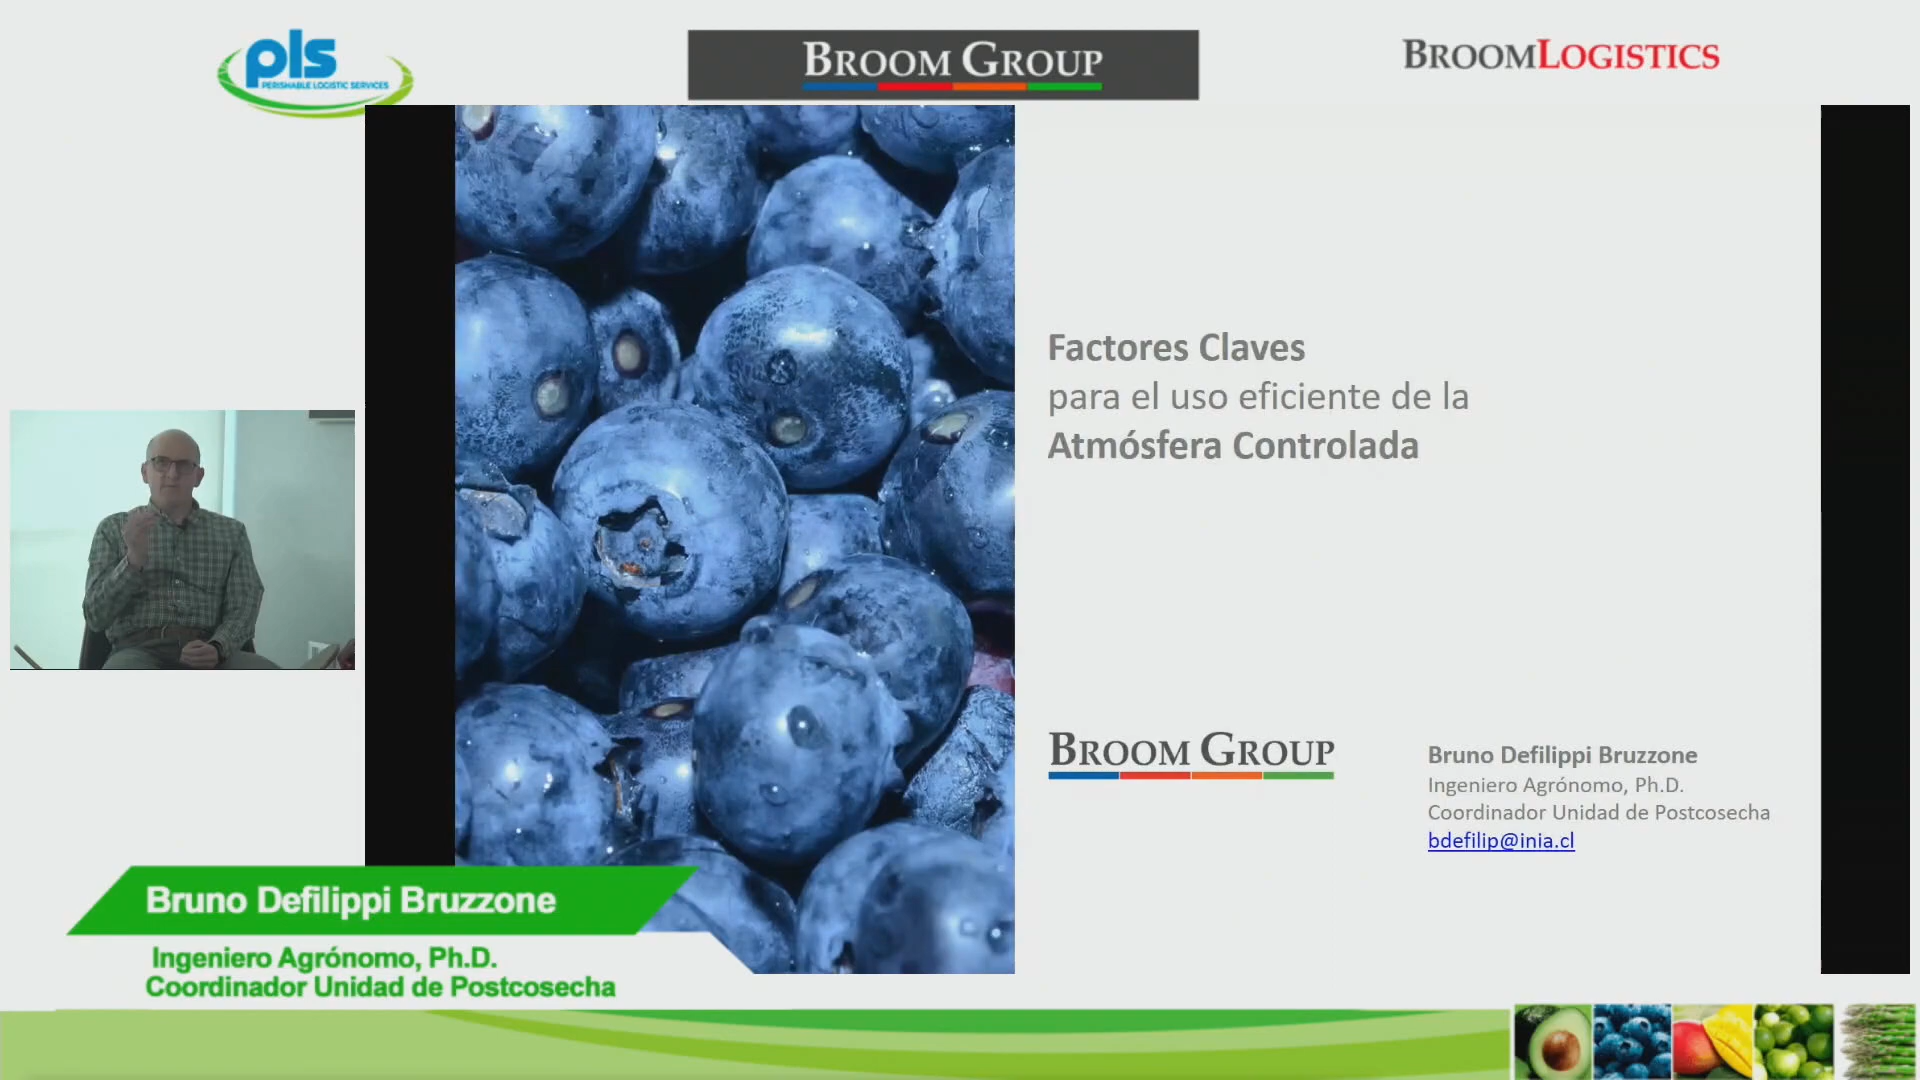 pls
PERISHABLE LOGISTIC SERVICES
BROOM GROUP
BROOMLOGISTICS
Factores Claves
para el uso eficiente de la
Atmósfera Controlada
BROOM GROUP
Bruno Defilippi Bruzzone
Ingeniero Agrónomo, Ph.D.
Coordinador Unidad de Postcosecha
bdefilip@inia.cl
Bruno Defilippi Bruzzone
Ingeniero Agrónomo, Ph.D.
Coordinador Unidad de Postcosecha